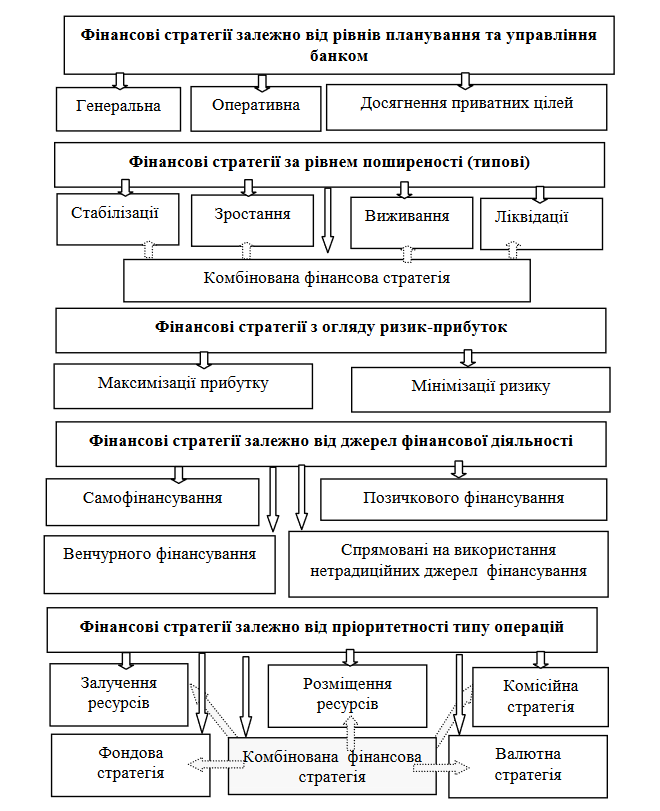 Фінансові стратегії залежно від рівнів планування та управління
банком
Генеральна
Оперативна
Досягнення приватних цілей
Фінансові стратегії за рівнем поширеності (типові)
Стабілізації
Зростання
Виживання
Ліквідації
Комбінована фінансова стратегія
Фінансові стратегії з огляду ризик-прибуток
Максимізації прибутку
Мінімізації ризику
Фінансові стратегії залежно від джерел фінансової діяльності
Самофінансування
Позичкового фінансування
Венчурного фінансування
Спрямовані на використання
нетрадиційних джерел фінансування
Фінансові стратегії залежно від пріоритетності типу операцій
Залучення
ресурсів
Розміщення
ресурсів
Комісійна
стратегія
Фондова
стратегія
Комбінована фінансова
стратегія
Валютна
стратегія